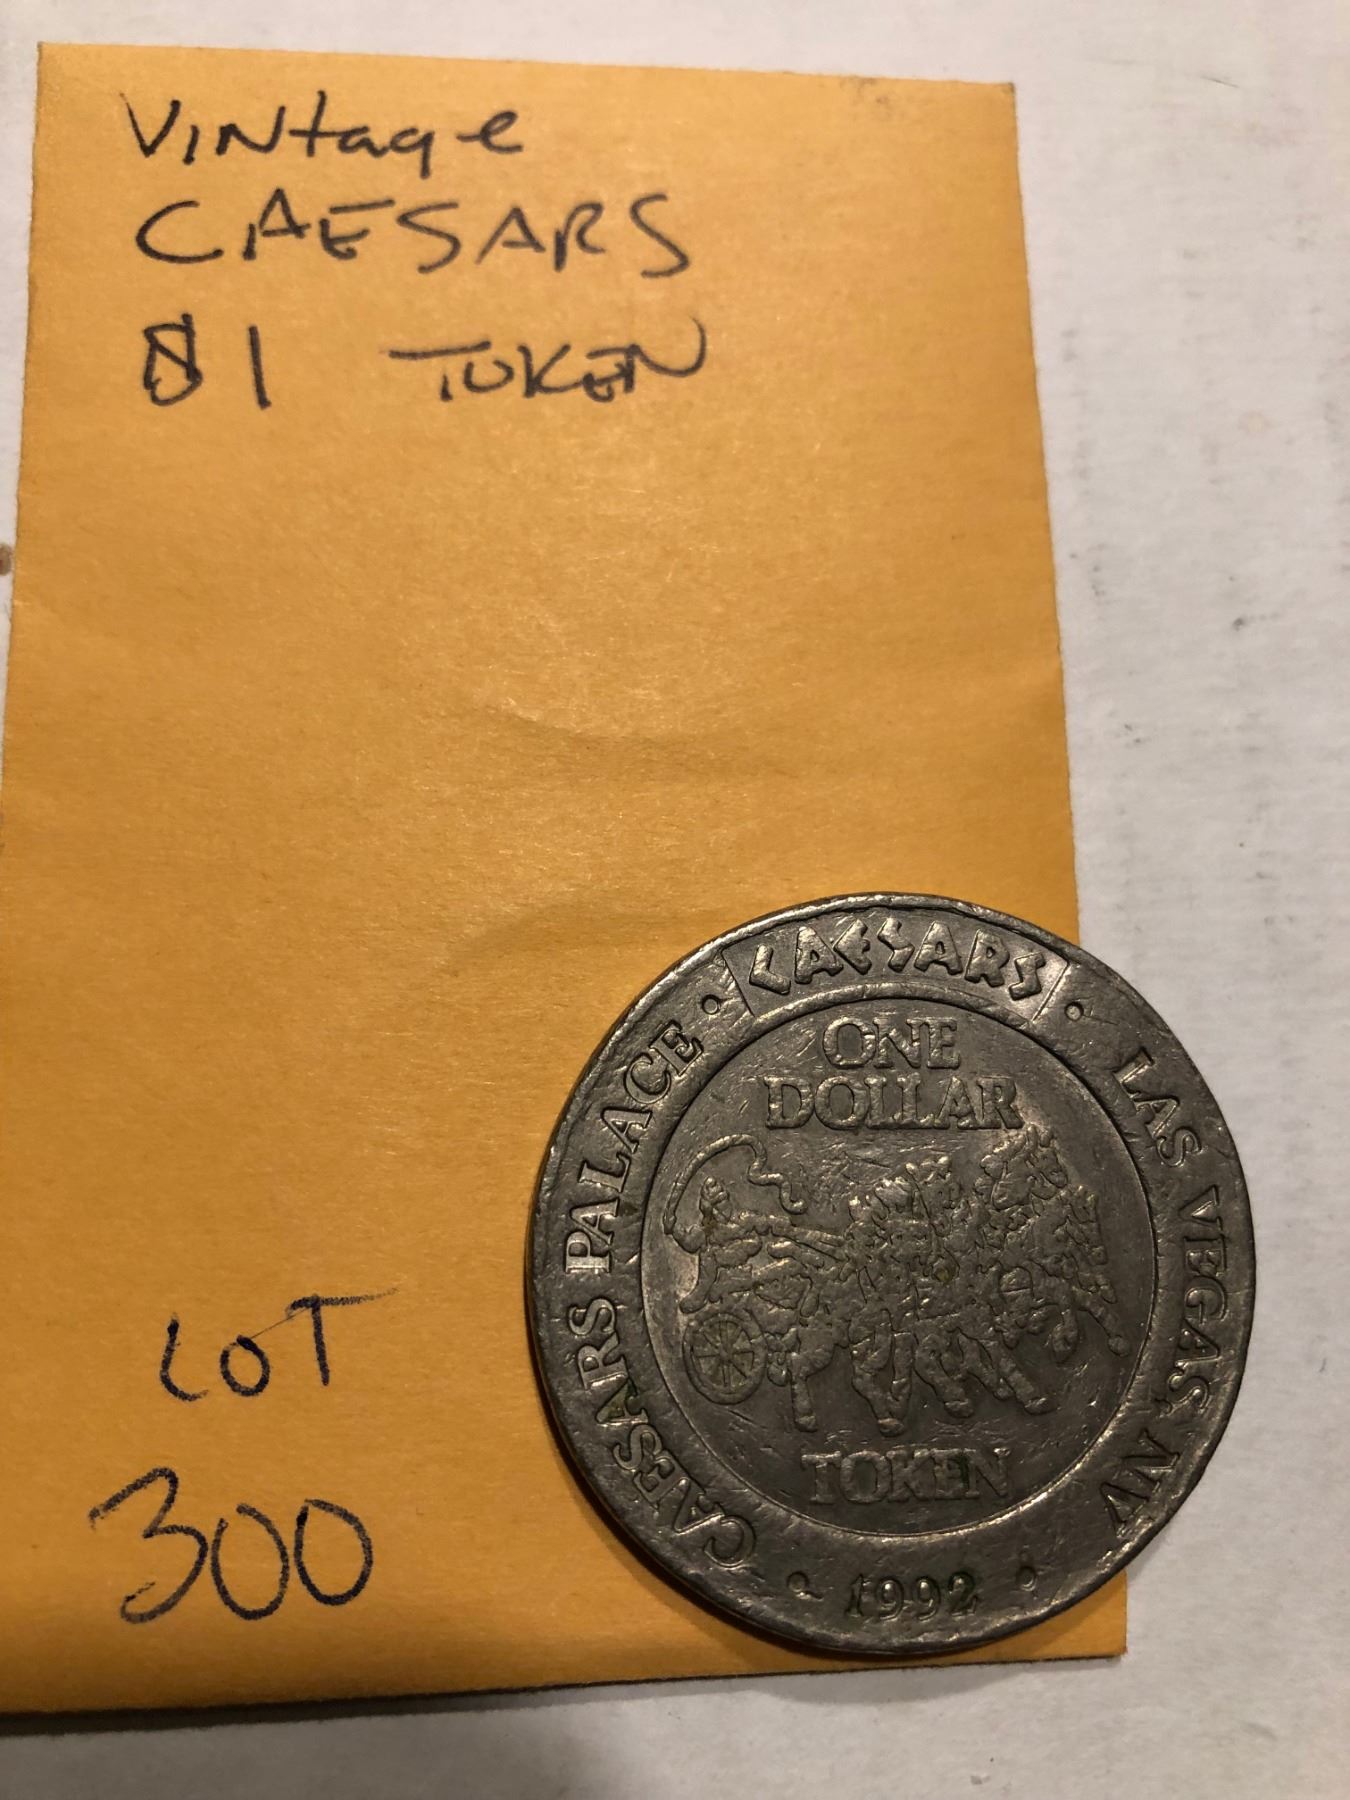 Vintage
CAESARS
$1 TOKEN
LOT
300
CAESARS
CAESARS PALACE · · LAS VEGAS, NV
ONE
DOLLAR
TOKEN
· 1992 ·